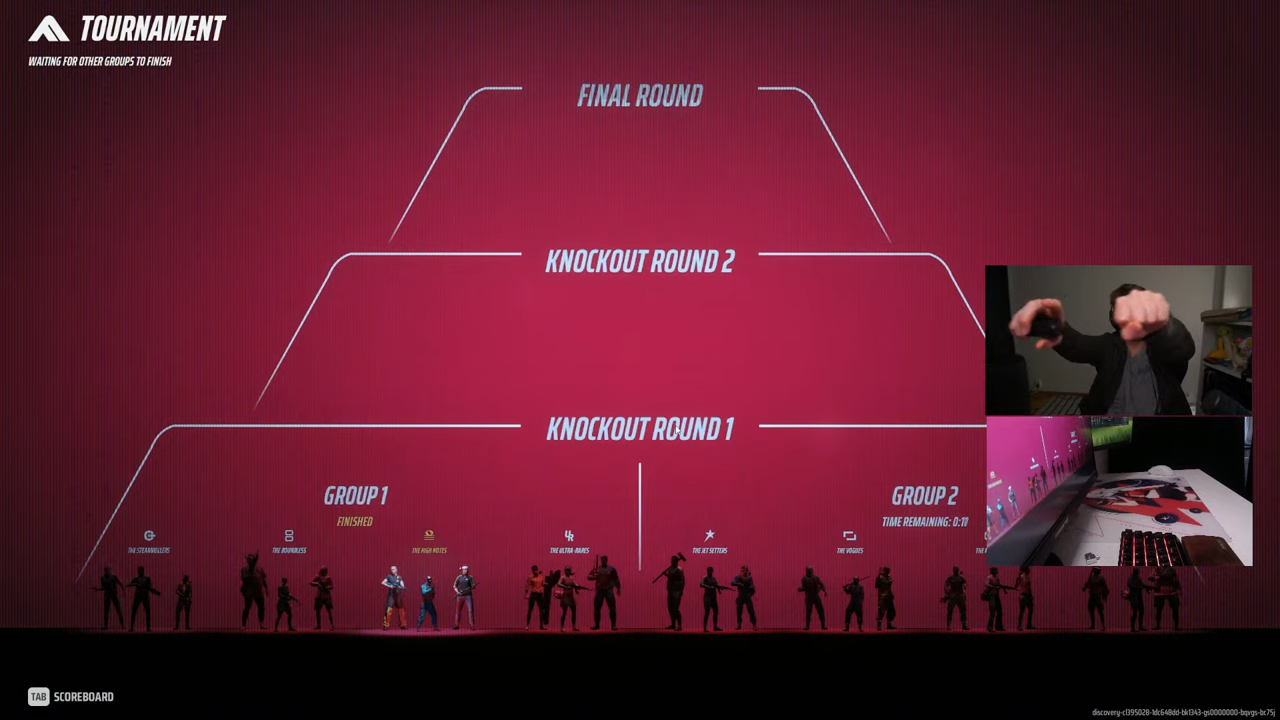 TOURNAMENT
WAITING FOR OTHER GROUPS TO FINISH
FINAL ROUND
KNOCKOUT ROUND 2
KNOCKOUT ROUND 1
GROUP 1
FINISHED
GROUP 2
TIME REMAINING: 0:11
THE STEAMROLLERS
THE BOUNDLESS
THE HIGH NOTES
THE ULTRA-RARES
THE JET SETTERS
THE VOGUES
TAB SCOREBOARD